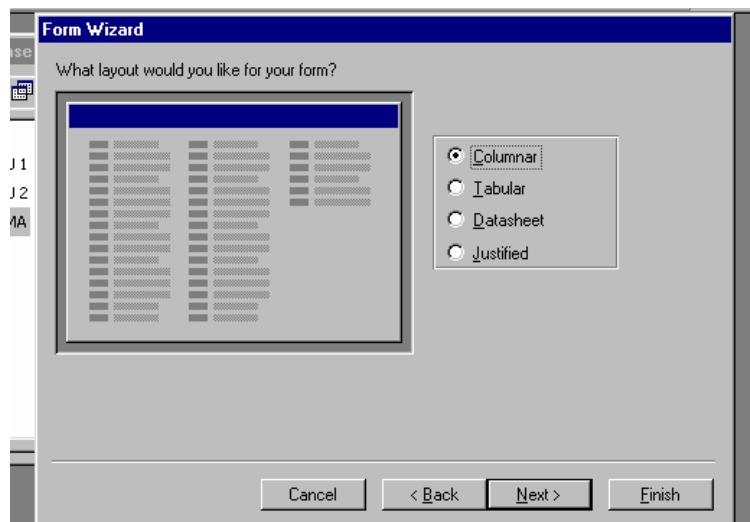 Form Wizard
What layout would you like for your form?
Columnar
Tabular
Datasheet
Justified
Cancel
< Back
Next >
Finish